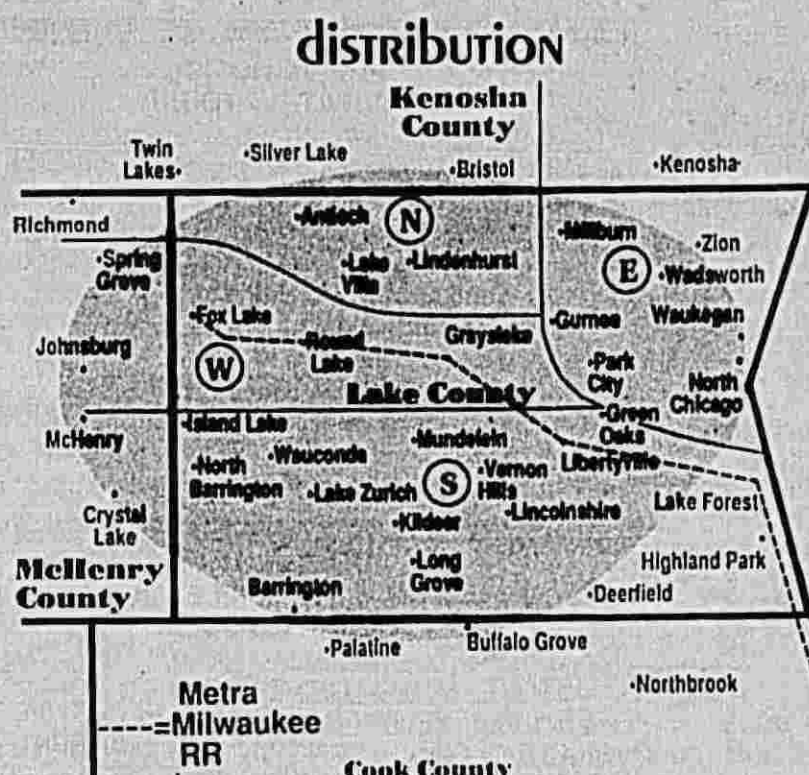 distribution
Kenosha
County
Twin
Lakes
Silver Lake
Bristol
Kenosha
Richmond
Antioch
N
Millburn
Zion
Spring
Grove
Lake
Villa
Lindenhurst
E
Wadsworth
Fox Lake
Round
Lake
Grayslake
Gurnee
Waukegan
Johnsburg
W
Park
City
North
Chicago
Lake County
McHenry
Island Lake
Green
Oaks
Mundelein
North
Barrington
Wauconda
Lake Zurich
S
Vernon
Hills
Libertyville
Lake Forest
Crystal
Lake
Kildeer
Lincolnshire
McHenry
County
Barrington
Long
Grove
Highland Park
Deerfield
Palatine
Buffalo Grove
Northbrook
Metra
----=Milwaukee
RR
Cook County